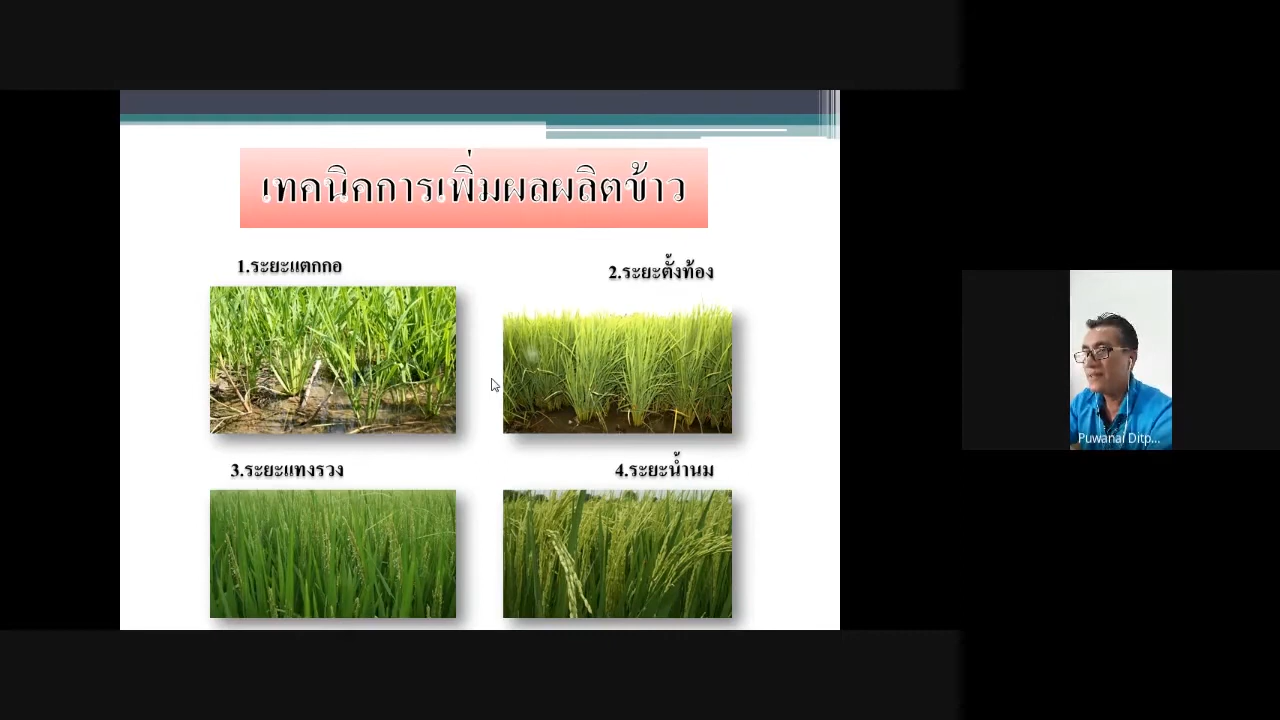 เทคนิคการเพิ่มผลผลิตข้าว
1.ระยะแตกกอ
2.ระยะตั้งท้อง
3.ระยะแทงรวง
4.ระยะน้ำนม
Puwanai Ditp...